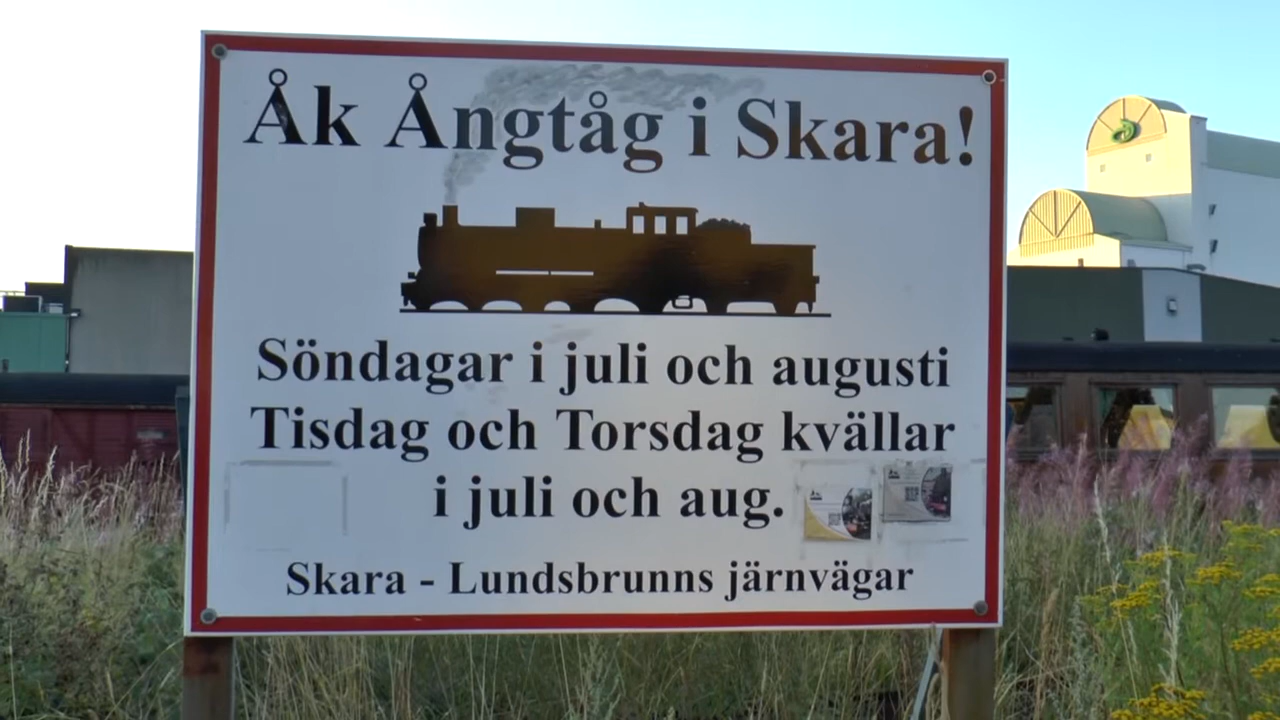 Åk Ångtåg i Skara!
Söndagar i juli och augusti
Tisdag och Torsdag kvällar
i juli och aug.
Skara - Lundsbrunns järnvägar